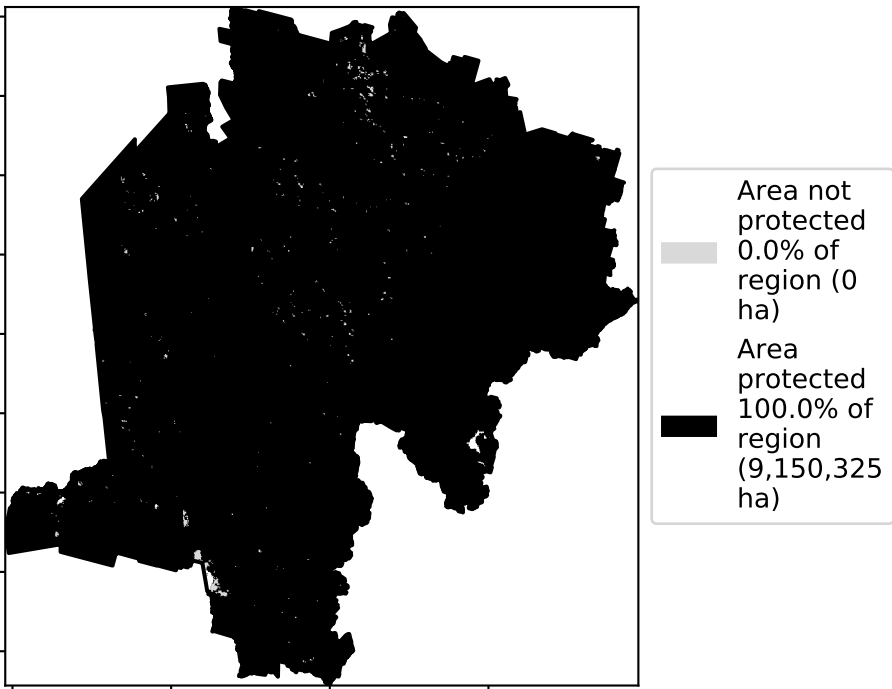 Area not
protected
0.0% of
region (0
ha)
Area
protected
100.0% of
region
(9,150,325
ha)